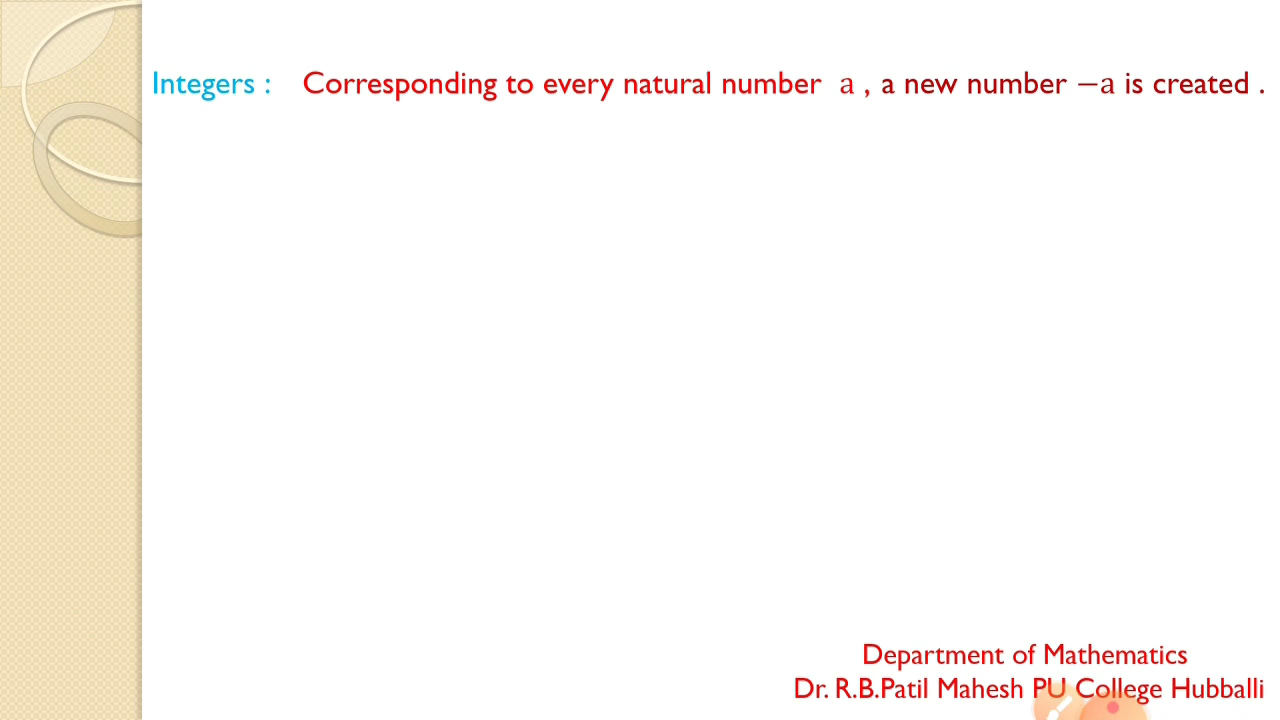 Integers : Corresponding to every natural number a , a new number −a is created .
Department of Mathematics
Dr. R.B.Patil Mahesh PU College Hubballi